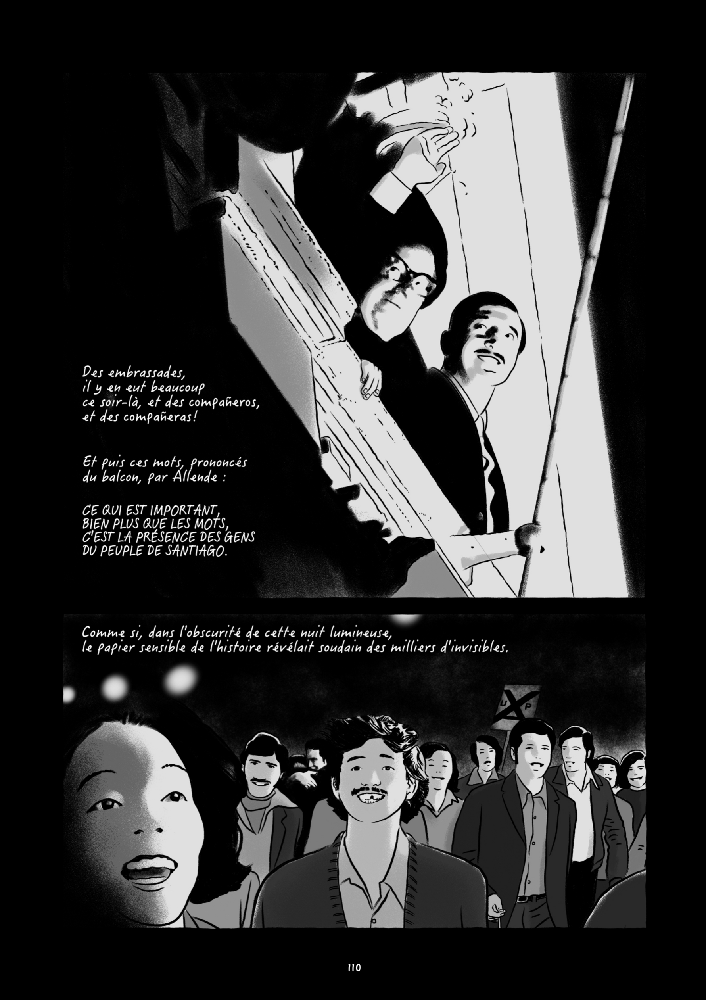 Des embrassades,
il y en eut beaucoup
ce soir-là, et des compañeros,
et des compañeras!
Et puis ces mots, prononcés
du balcon, par Allende :
CE QUI EST IMPORTANT,
BIEN PLUS QUE LES MOTS,
C'EST LA PRÉSENCE DES GENS
DU PEUPLE DE SANTIAGO.
Comme si, dans l'obscurité de cette nuit lumineuse,
le papier sensible de l'histoire révélait soudain des milliers d'invisibles.
U P
110